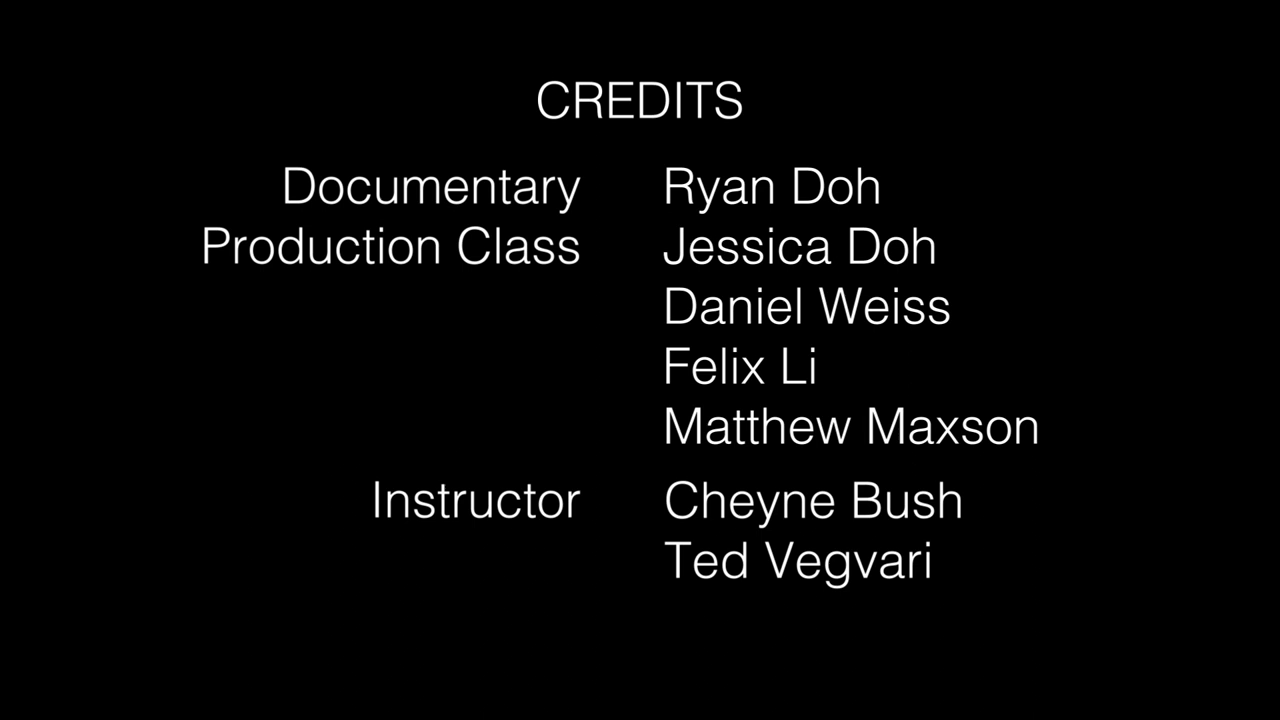 CREDITS
Documentary Ryan Doh
Production Class Jessica Doh
Daniel Weiss
Felix Li
Matthew Maxson
Instructor Cheyne Bush
Ted Vegvari